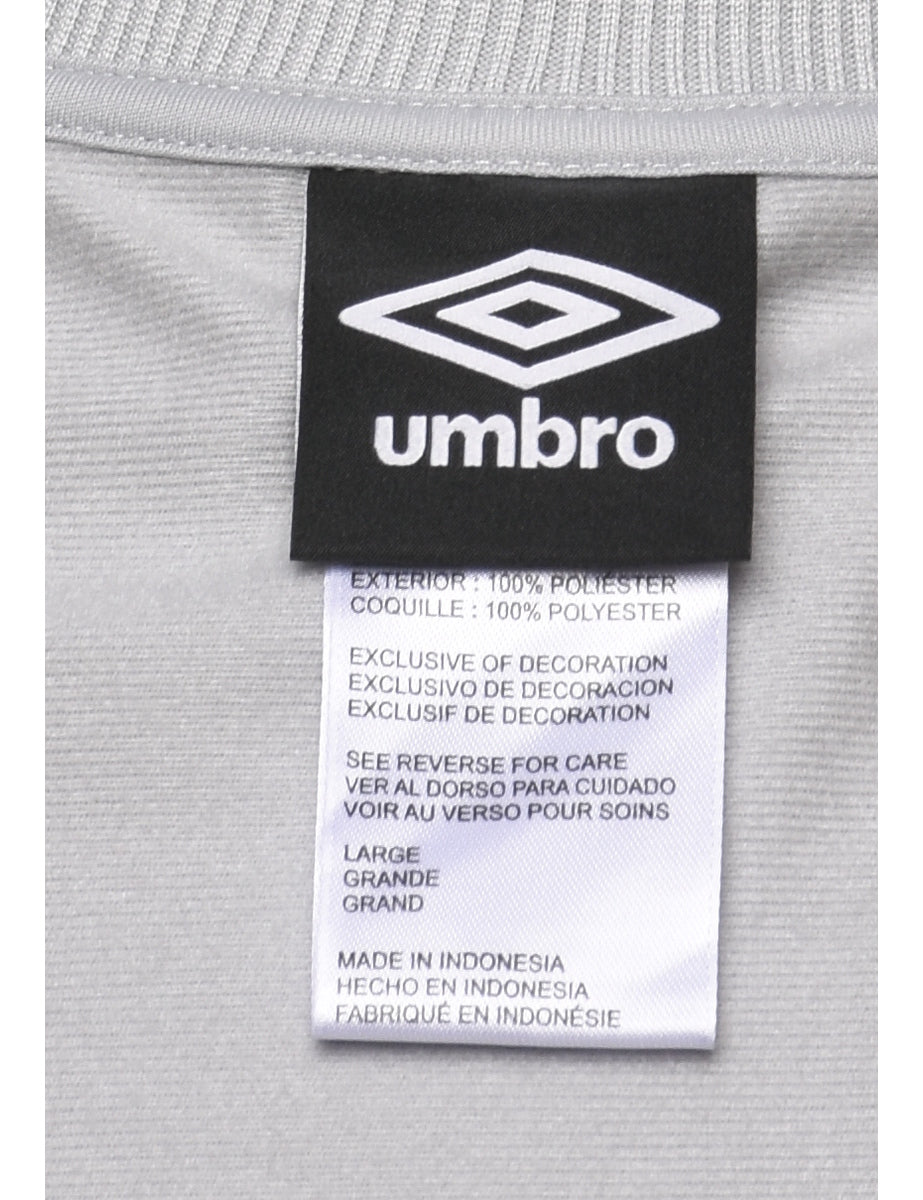 umbro
EXTERIOR : 100% POLIÉSTER
COQUILLE : 100% POLYESTER
EXCLUSIVE OF DECORATION
EXCLUSIVO DE DECORACION
EXCLUSIF DE DECORATION
SEE REVERSE FOR CARE
VER AL DORSO PARA CUIDADO
VOIR AU VERSO POUR SOINS
LARGE
GRANDE
GRAND
MADE IN INDONESIA
HECHO EN INDONESIA
FABRIQUÉ EN INDONÉSIE